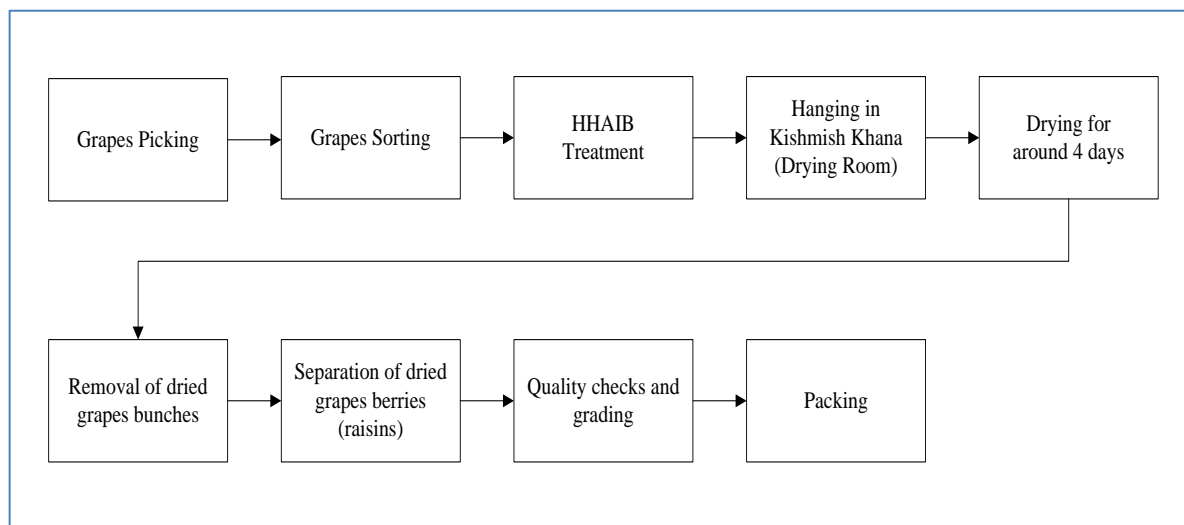 Grapes Picking
Grapes Sorting
HHAIB
Treatment
Hanging in
Kishmish Khana
(Drying Room)
Drying for
around 4 days
Removal of dried
grapes bunches
Separation of dried
grapes berries
(raisins)
Quality checks and
grading
Packing